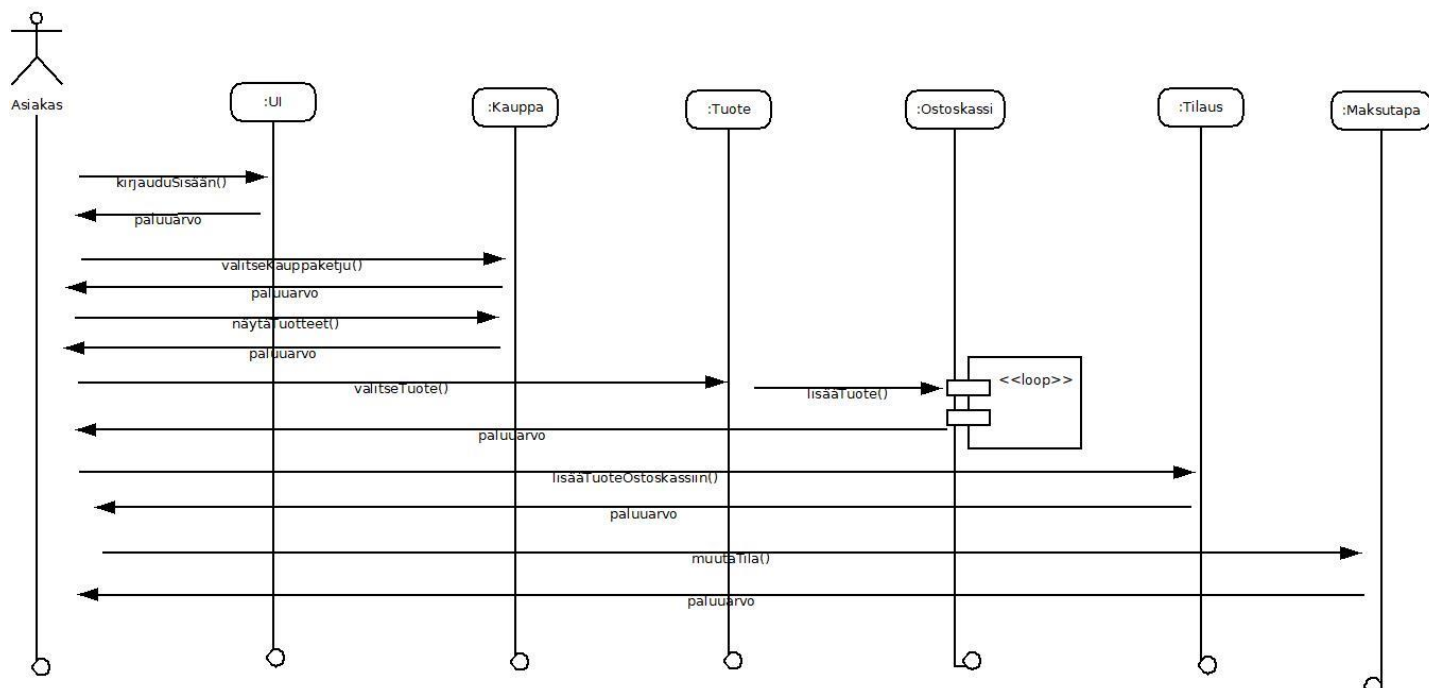 Asiakas
:UI
:Kauppa
:Tuote
:Ostoskassi
:Tilaus
:Maksutapa
kirjauduSisään()
paluuarvo
valitseKauppaketju()
paluuarvo
näytäTuotteet()
paluuarvo
valitseTuote()
lisääTuote()
<<loop>>
paluuarvo
lisääTuoteOstoskassiin()
paluuarvo
muutaTila()
paluuarvo